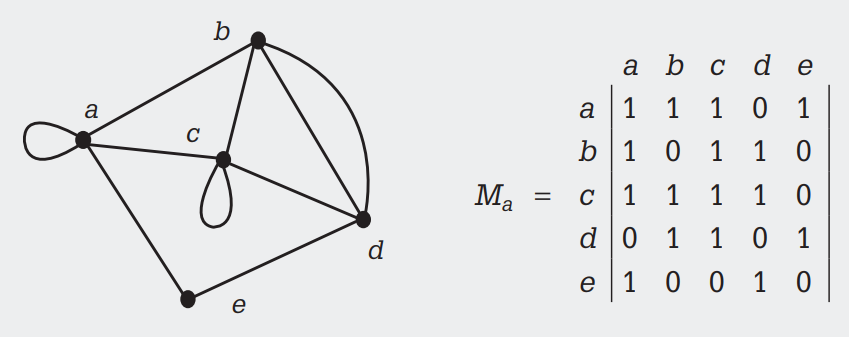 b
a
c
d
e
a b c d e
a 1 1 1 0 1
b 1 0 1 1 0
M_a = c 1 1 1 1 0
d 0 1 1 0 1
e 1 0 0 1 0